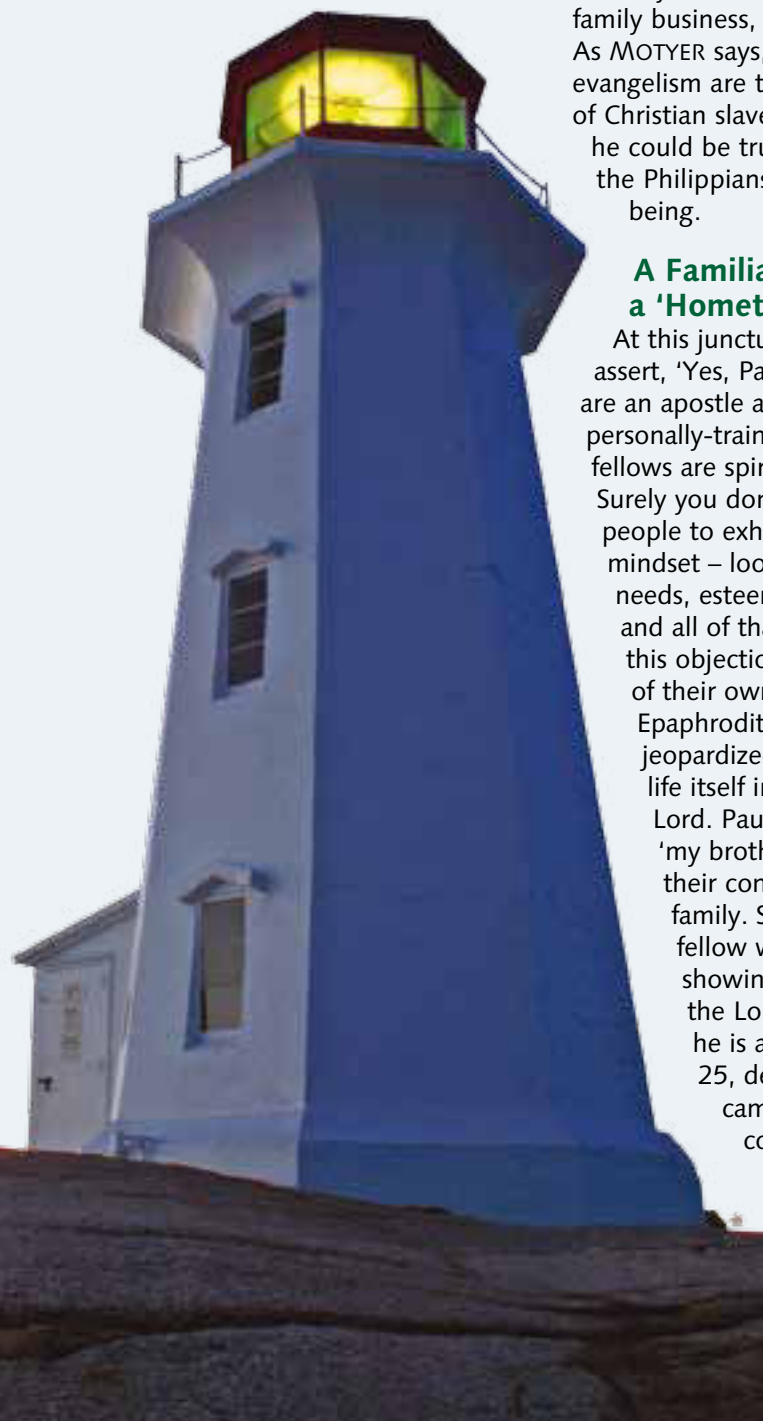 family business,
As MOTYER says,
evangelism are t
of Christian slave
he could be tru
the Philippians
being.
A Familia
a ‘Homet
At this junctu
assert, ‘Yes, Pa
are an apostle a
personally-train
fellows are spir
Surely you don
people to exh
mindset – loo
needs, esteer
and all of tha
this objectio
of their own
Epaphrodit
jeopardize
life itself i
Lord. Pau
‘my broth
their con
family. S
fellow w
showin
the Lo
he is a
25, de
cam
co